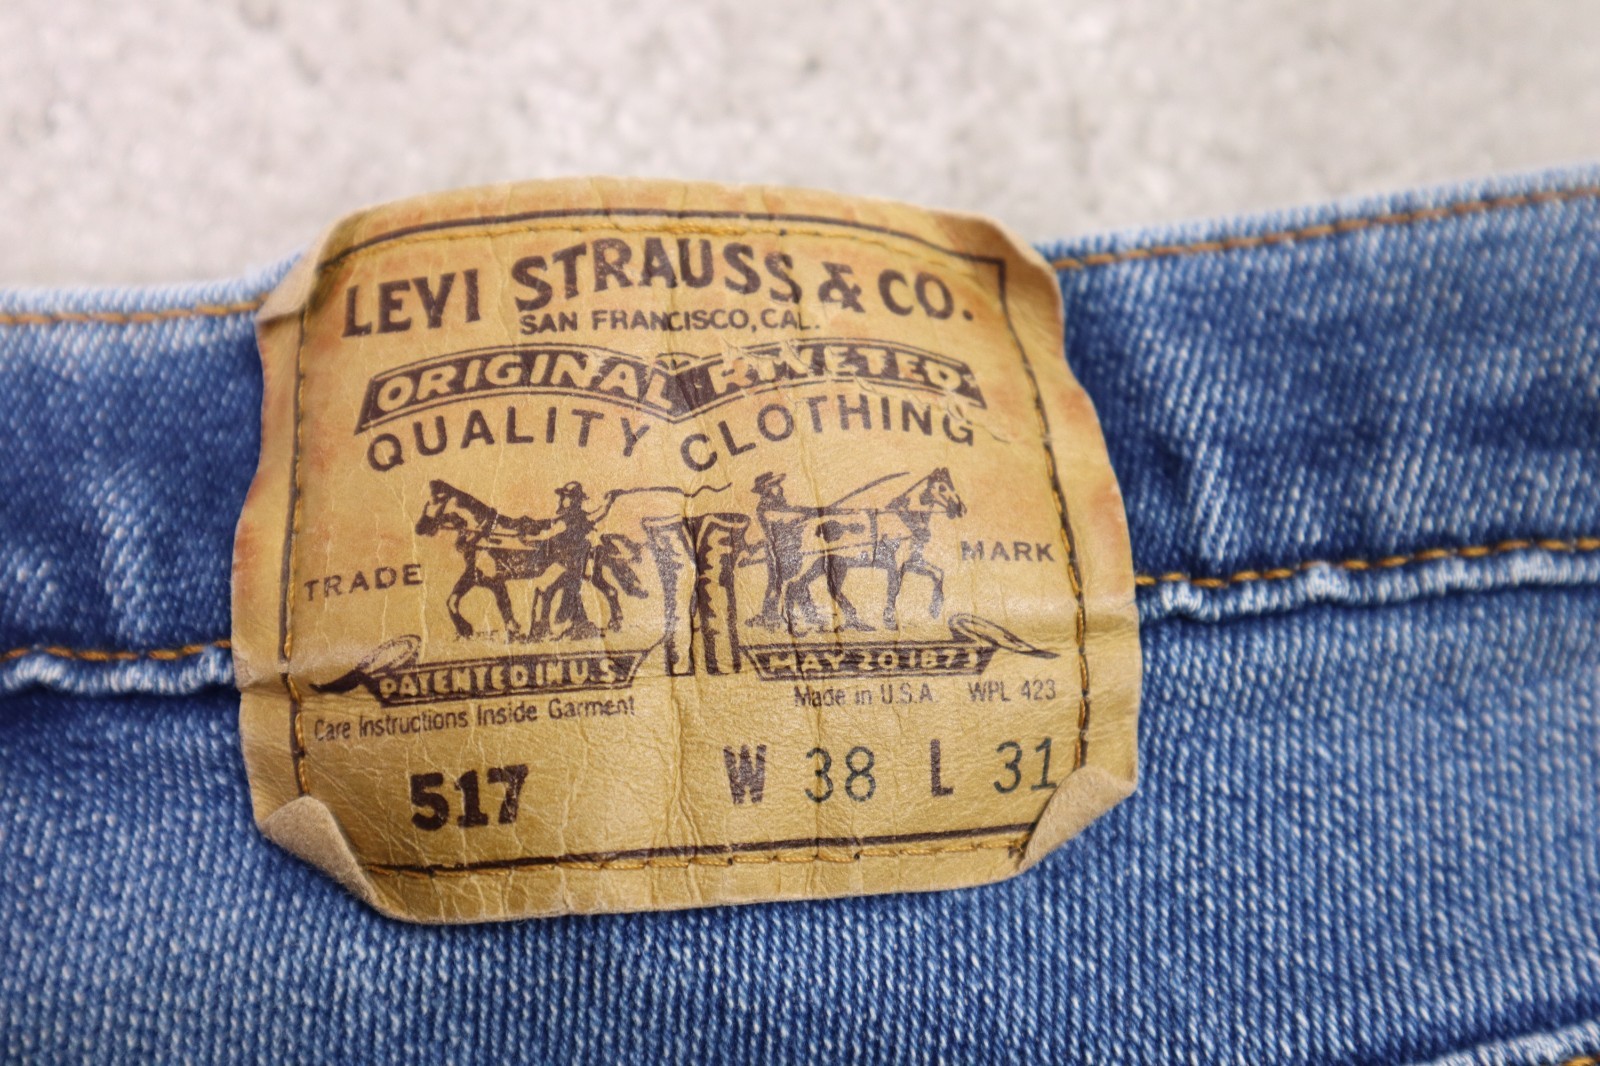 LEVI STRAUSS & CO.
SAN FRANCISCO, CAL.
ORIGINAL RIVETED
QUALITY CLOTHING
TRADE MARK
PATENTED IN U.S. MAY 20 1873
Care Instructions Inside Garment Made in U.S.A. WPL 423
517 W 38 L 31